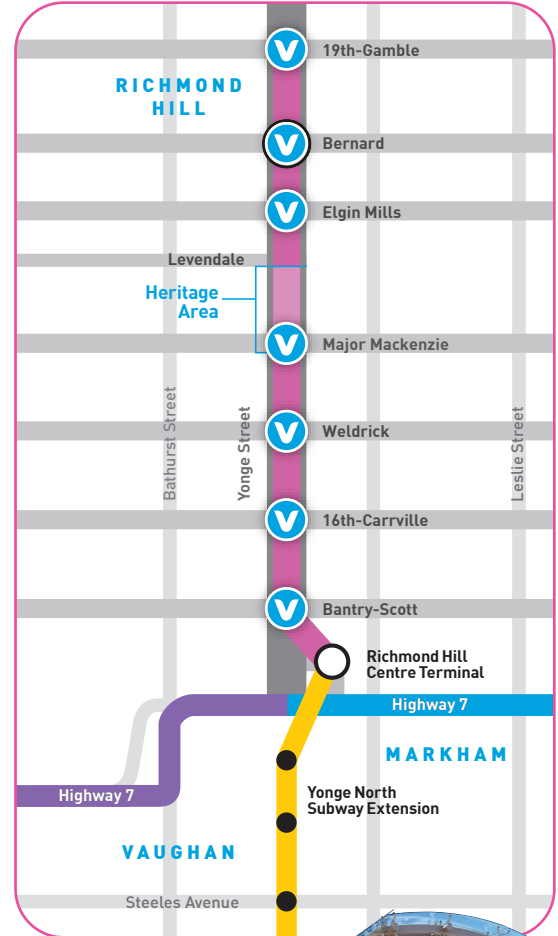 19th-Gamble
RICHMOND
HILL
Bernard
Elgin Mills
Levendale
Heritage
Area
Major Mackenzie
Bathurst Street
Yonge Street
Leslie Street
Weldrick
16th-Carrville
Bantry-Scott
Richmond Hill
Centre Terminal
Highway 7
MARKHAM
Highway 7
Yonge North
Subway Extension
VAUGHAN
Steeles Avenue